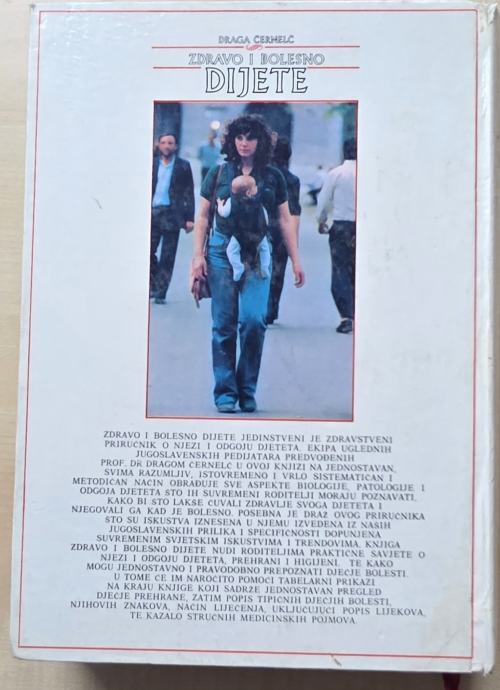 DRAGA ČERNELČ
ZDRAVO I BOLESNO
DIJETE
ZDRAVO I BOLESNO DIJETE JEDINSTVENI JE ZDRAVSTVENI
PRIRUČNIK O NJEZI I ODGOJU DJETETA. EKIPA UGLEDNIH
JUGOSLAVENSKIH PEDIJATARA PREDVOĐENIH
PROF. DR DRAGOM ČERNELČ U OVOJ KNJIZI NA JEDNOSTAVAN,
SVIMA RAZUMLJIV, ISTOVREMENO I VRLO SISTEMATIČAN I
METODIČAN NAČIN OBRAĐUJE SVE ASPEKTE BIOLOGIJE, PATOLOGIJE I
ODGOJA DJETETA ŠTO IH SUVREMENI RODITELJI MORAJU POZNAVATI,
KAKO BI ŠTO LAKŠE ČUVALI ZDRAVLJE SVOGA DJETETA I
NJEGOVALI GA KAD JE BOLESNO. POSEBNA JE DRAŽ OVOG PRIRUČNIKA
ŠTO SU ISKUSTVA IZNESENA U NJEMU IZVEDENA IZ NAŠIH
JUGOSLAVENSKIH PRILIKA I SPECIFIČNOSTI DOPUNJENA
SUVREMENIM SVJETSKIM ISKUSTVIMA I TRENDOVIMA. KNJIGA
ZDRAVO I BOLESNO DIJETE NUDI RODITELJIMA PRAKTIČNE SAVJETE O
NJEZI I ODGOJU DJETETA, PREHRANI I HIGIJENI, TE KAKO
MOGU JEDNOSTAVNO I PRAVODOBNO PREPOZNATI DJEČJE BOLESTI.
U TOME ĆE IM NAROČITO POMOĆI TABELARNI PRIKAZI
NA KRAJU KNJIGE KOJI SADRŽE JEDNOSTAVAN PREGLED
DJEČJE PREHRANE, ZATIM POPIS TIPIČNIH DJEČJIH BOLESTI,
NJIHOVIH ZNAKOVA, NAČIN LIJEČENJA, UKLJUČUJUĆI POPIS LIJEKOVA,
TE KAZALO STRUČNIH MEDICINSKIH POJMOVA.